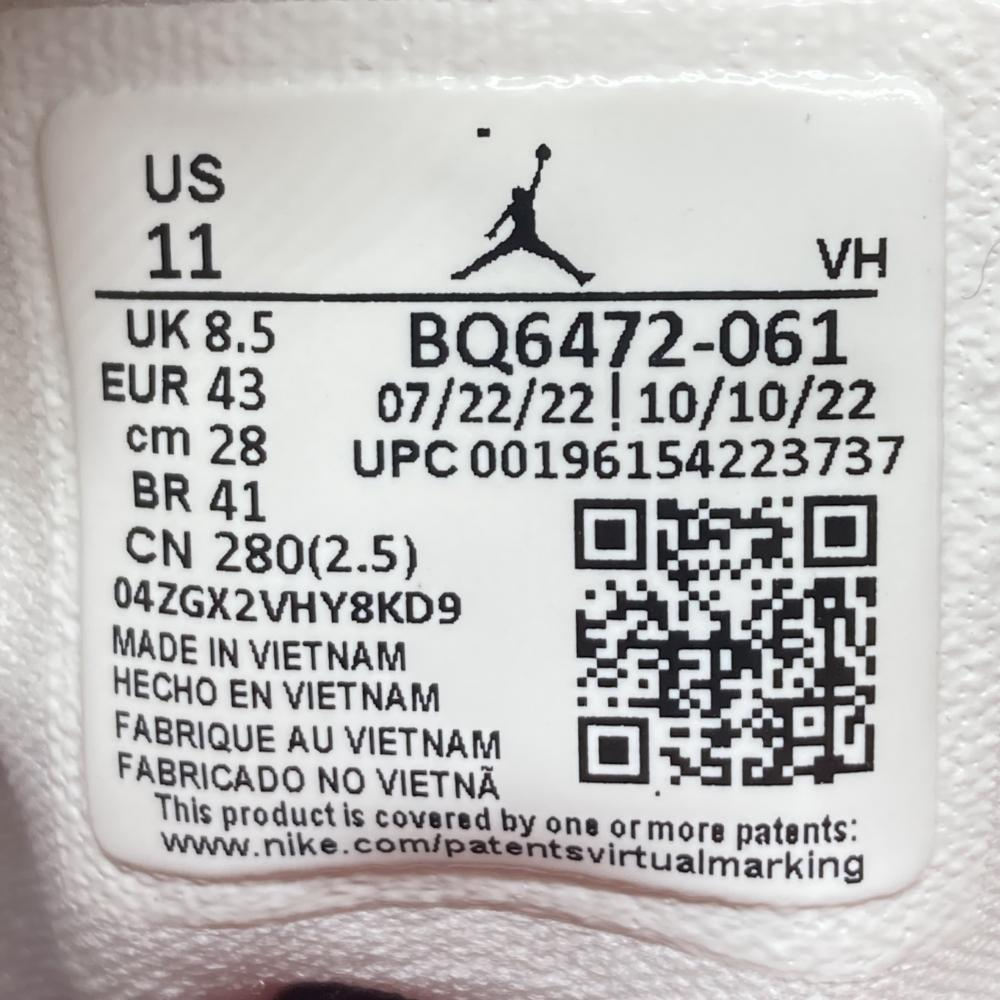 US
11
VH
UK 8.5
EUR 43
cm 28
BR 41
CN 280(2.5)
BQ6472-061
07/22/22 | 10/10/22
UPC 00196154223737
04ZGX2VHY8KD9
MADE IN VIETNAM
HECHO EN VIETNAM
FABRIQUE AU VIETNAM
FABRICADO NO VIETNÃ
This product is covered by one or more patents:
www.nike.com/patentsvirtualmarking